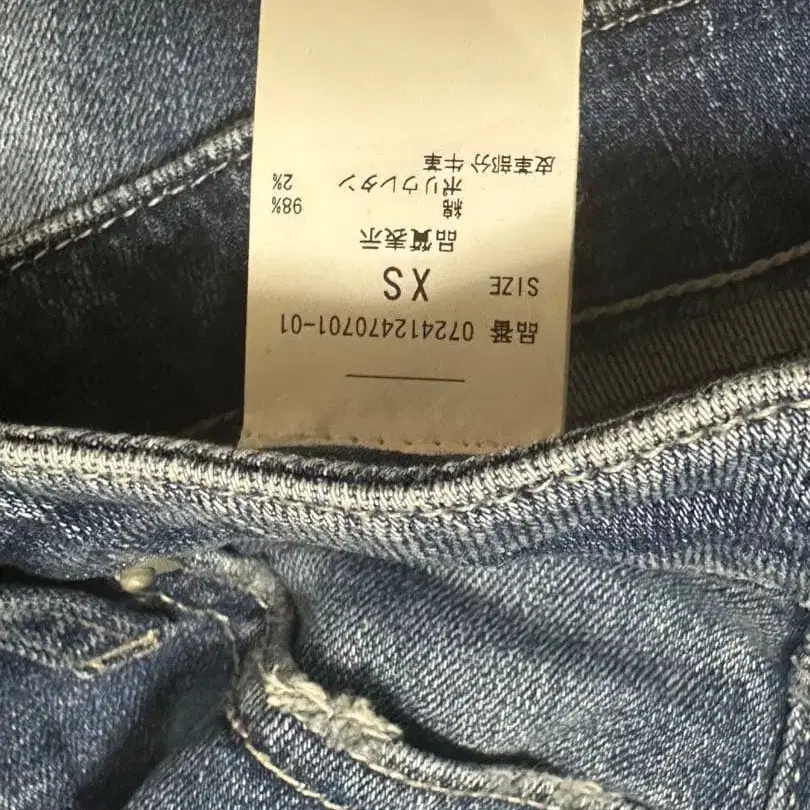 品番 072412470701-01
SIZE XS
品質表示
綿 98%
ポリウレタン 2%
皮革部分 牛革